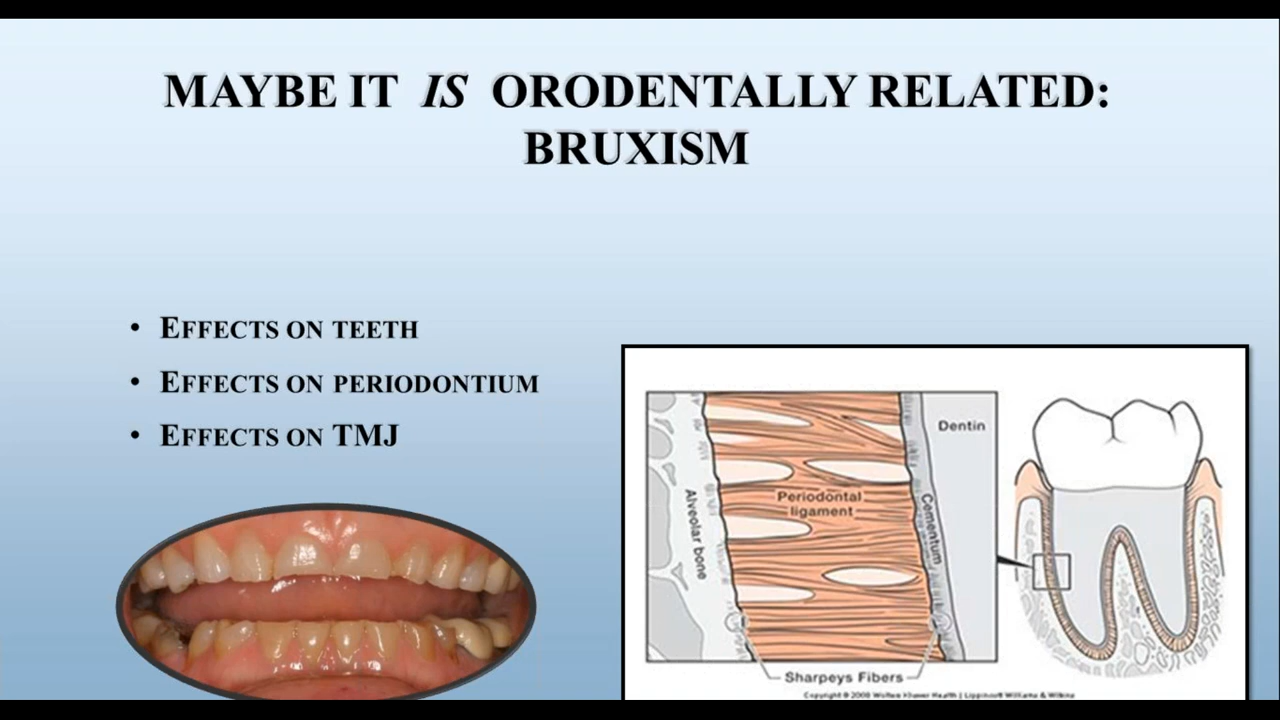 MAYBE IT IS ORODENTALLY RELATED:
BRUXISM
• EFFECTS ON TEETH
• EFFECTS ON PERIODONTIUM
• EFFECTS ON TMJ
Dentin
Periodontal
ligament
Alveolar bone
Cementum
Sharpeys Fibers
Copyright © 2008 Wolters Kluwer Health | Lippincott Williams & Wilkins